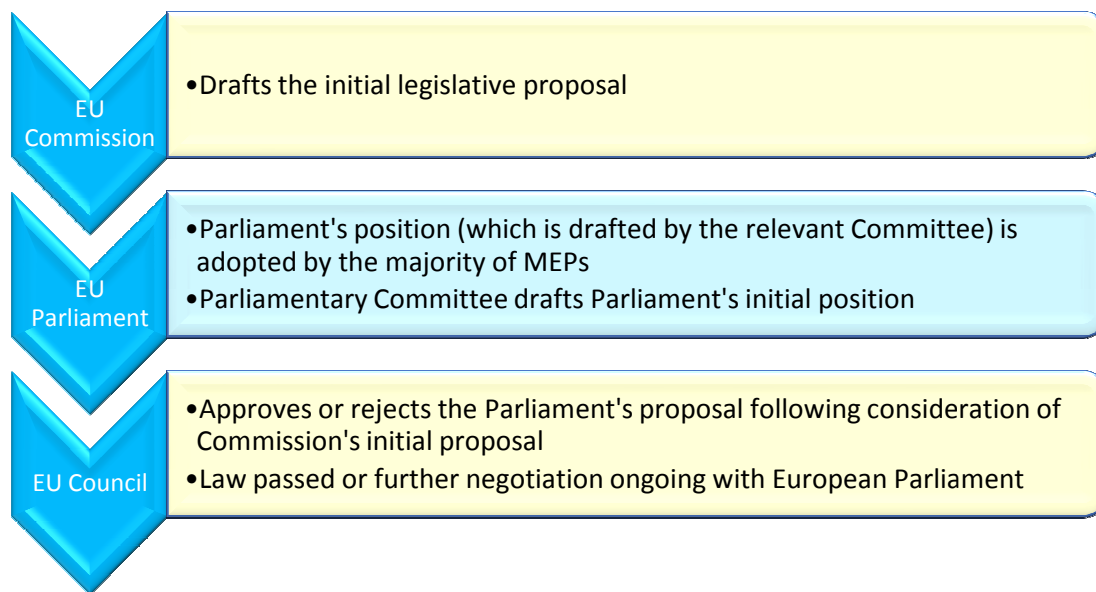 EU
Commission
•Drafts the initial legislative proposal
EU
Parliament
•Parliament's position (which is drafted by the relevant Committee) is
adopted by the majority of MEPs
•Parliamentary Committee drafts Parliament's initial position
EU Council
•Approves or rejects the Parliament's proposal following consideration of
Commission's initial proposal
•Law passed or further negotiation ongoing with European Parliament